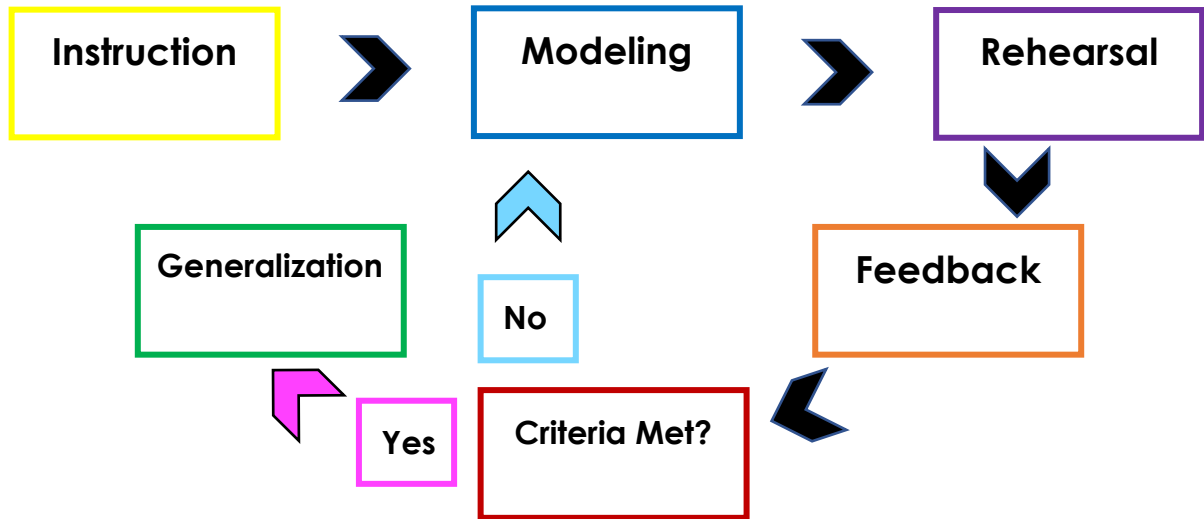 Instruction
Modeling
Rehearsal
Generalization
Feedback
No
Yes
Criteria Met?